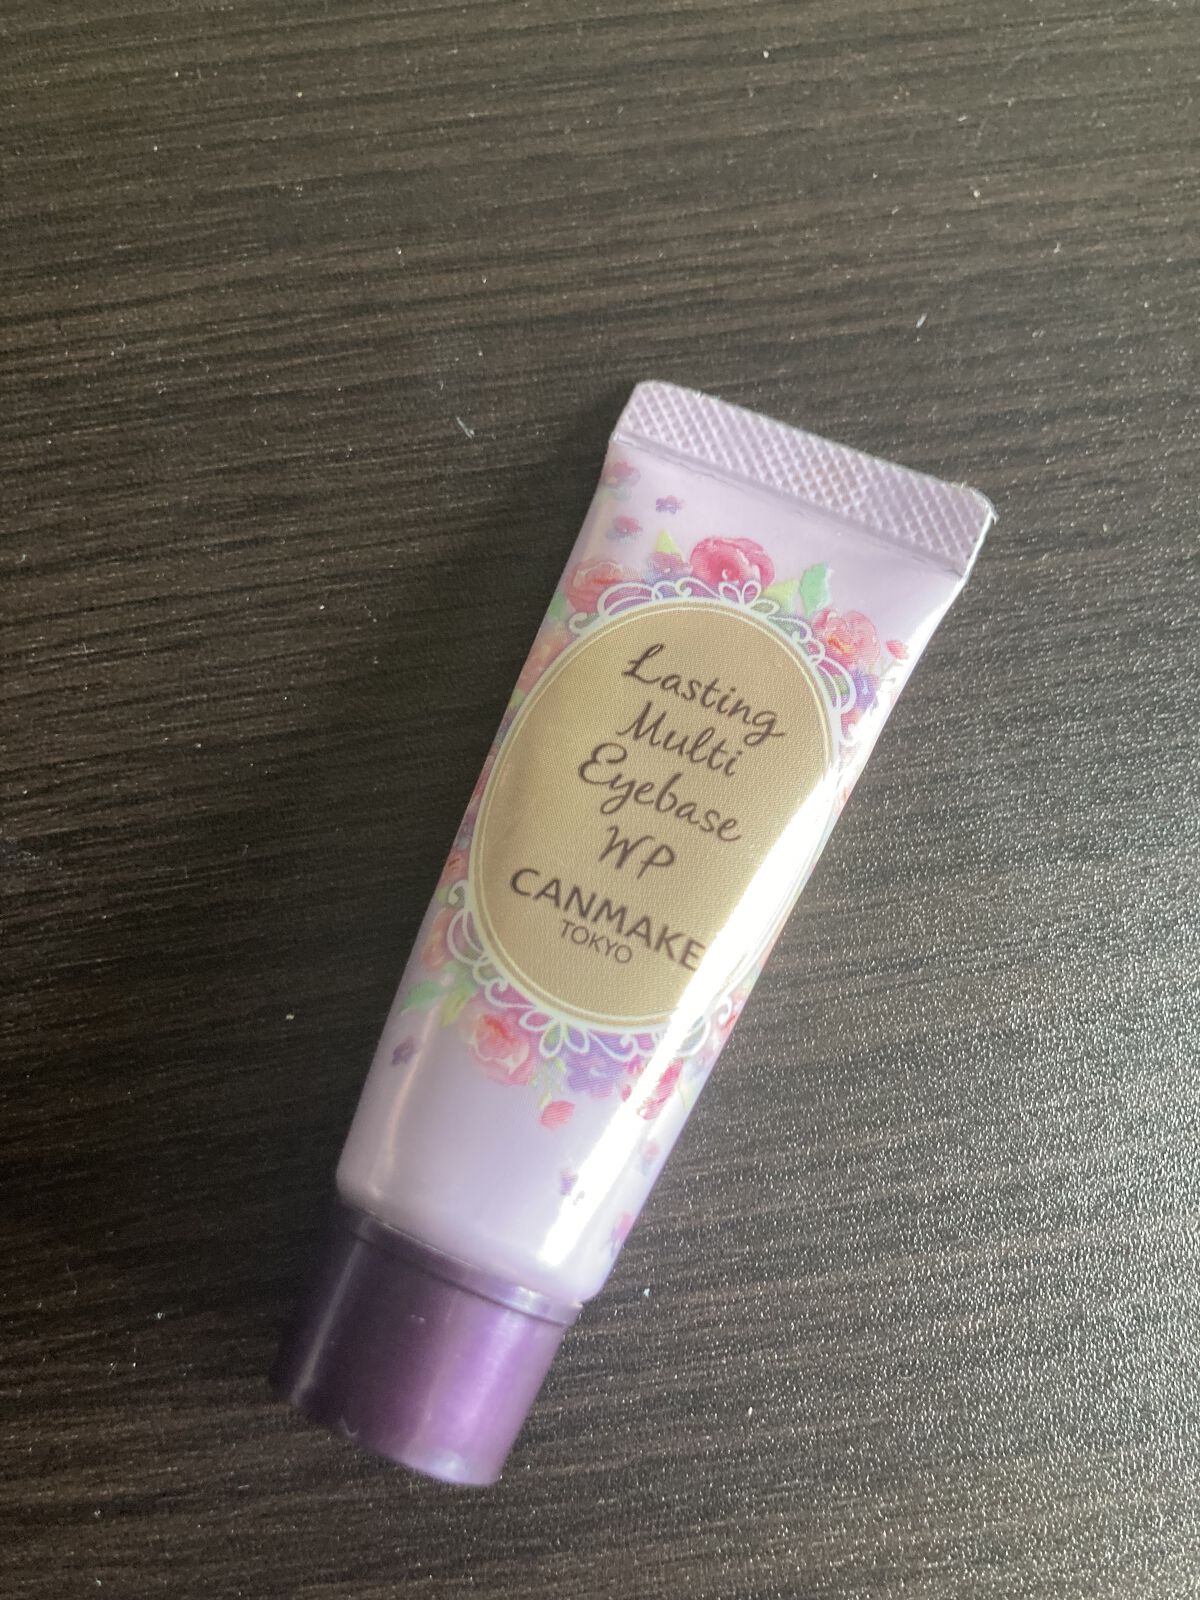 Lasting
Multi
Eyebase
WP
CANMAKE
TOKYO